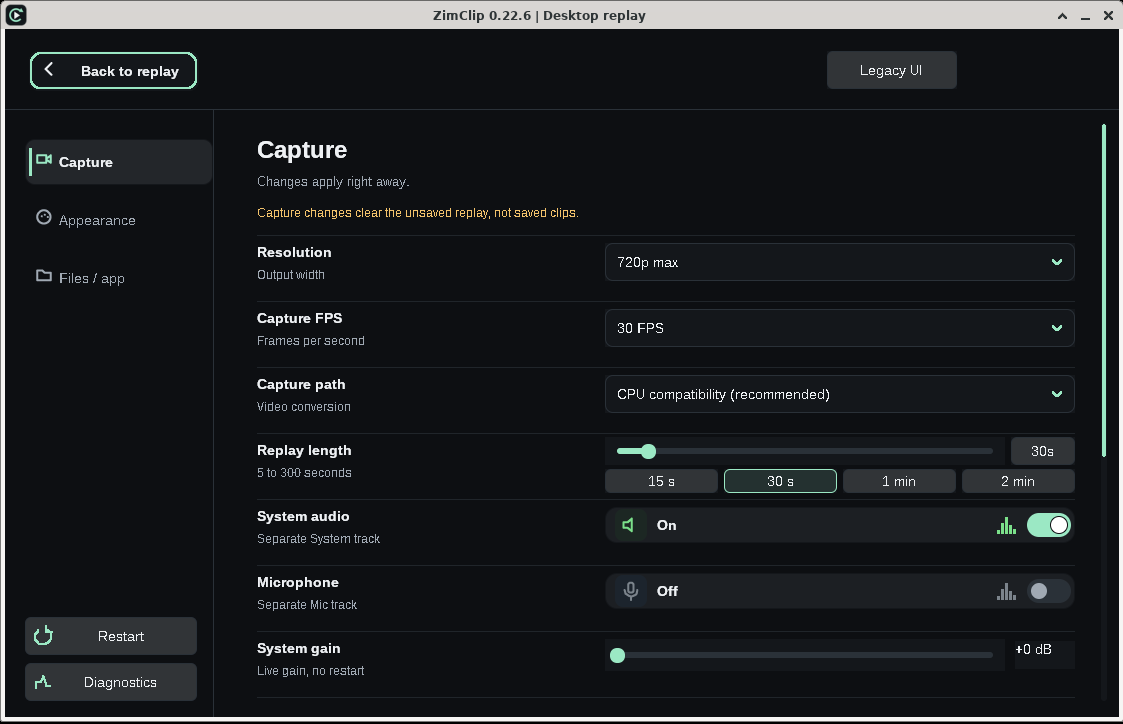 ZimClip 0.22.6 | Desktop replay
Back to replay
Legacy UI
Capture
Appearance
Files / app
Restart
Diagnostics
Capture
Changes apply right away.
Capture changes clear the unsaved replay, not saved clips.
Resolution
Output width
720p max
Capture FPS
Frames per second
30 FPS
Capture path
Video conversion
CPU compatibility (recommended)
Replay length
5 to 300 seconds
30s
15 s
30 s
1 min
2 min
System audio
Separate System track
On
Microphone
Separate Mic track
Off
System gain
Live gain, no restart
+0 dB